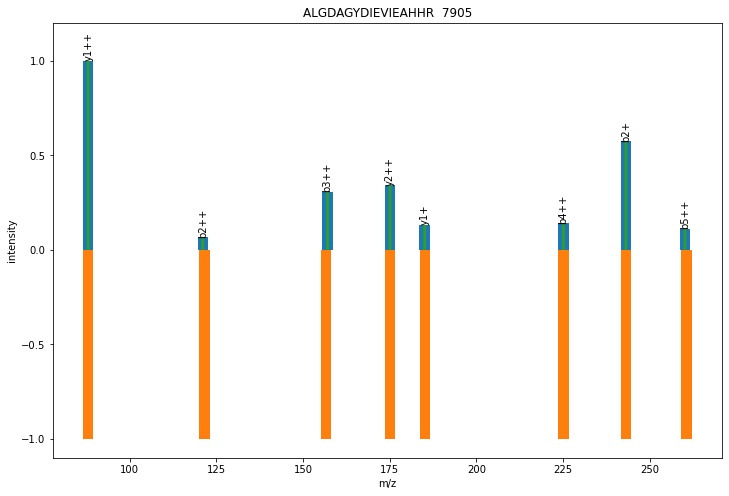 ALGDAGYDIEVIEAHHR 7905
y1++
b2++
b3++
y2++
y1+
b4++
b2+
b5++
1.0
0.5
0.0
−0.5
−1.0
intensity
100
125
150
175
200
225
250
m/z